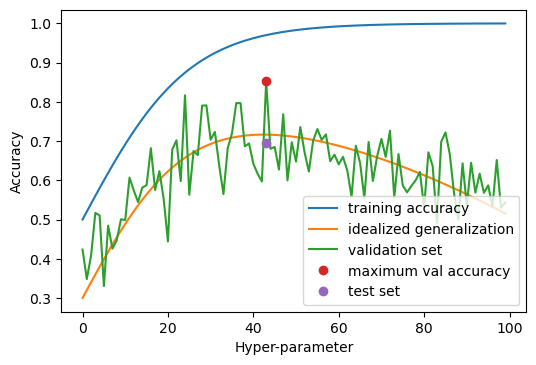 1.0
0.9
0.8
0.7
0.6
0.5
0.4
0.3
Accuracy
0
20
40
60
80
100
Hyper-parameter
training accuracy
idealized generalization
validation set
maximum val accuracy
test set